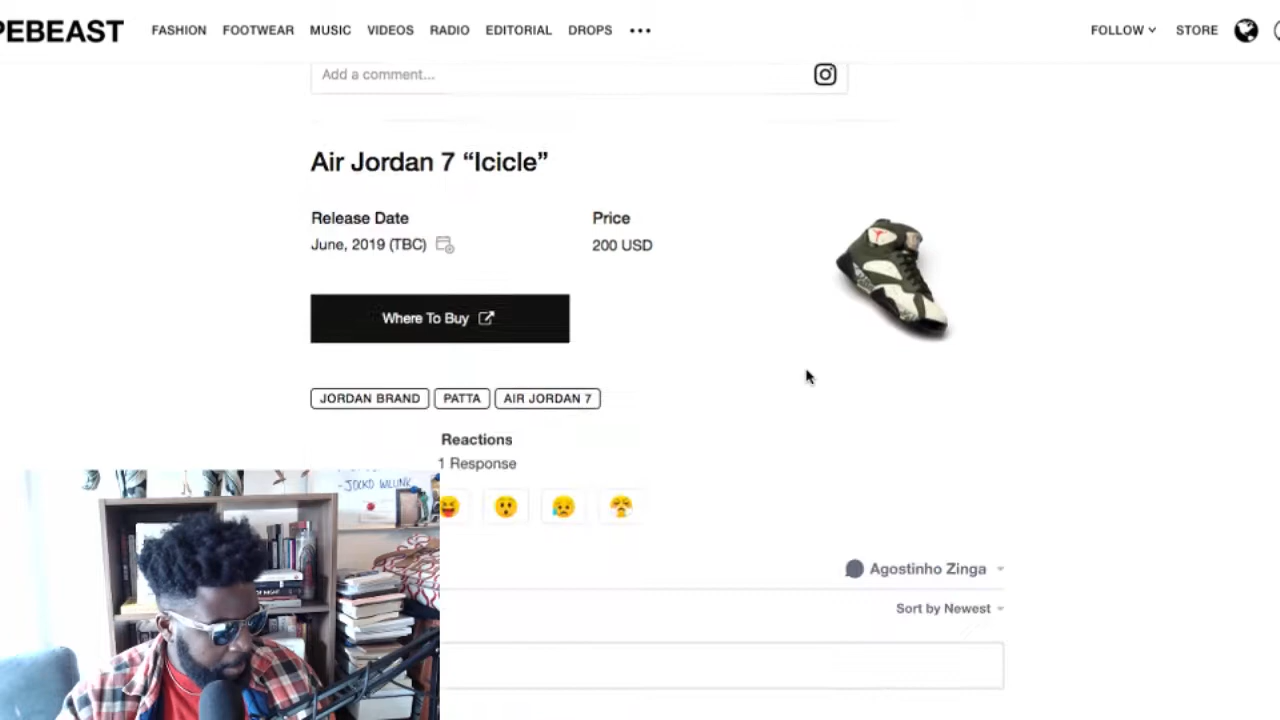 PEBEAST FASHION FOOTWEAR MUSIC VIDEOS RADIO EDITORIAL DROPS ••• FOLLOW STORE
Add a comment...
Air Jordan 7 “Icicle”
Release Date Price
June, 2019 (TBC) 200 USD
Where To Buy
JORDAN BRAND PATTA AIR JORDAN 7
Reactions
1 Response
-JOCKO WILLINK
Agostinho Zinga
Sort by Newest